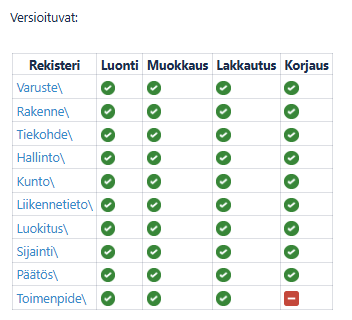 Versioituvat:
Rekisteri Luonti Muokkaus Lakkautus Korjaus
Varuste\
Rakenne\
Tiekohde\
Hallinto\
Kunto\
Liikennetieto\
Luokitus\
Sijainti\
Päätös\
Toimenpide\